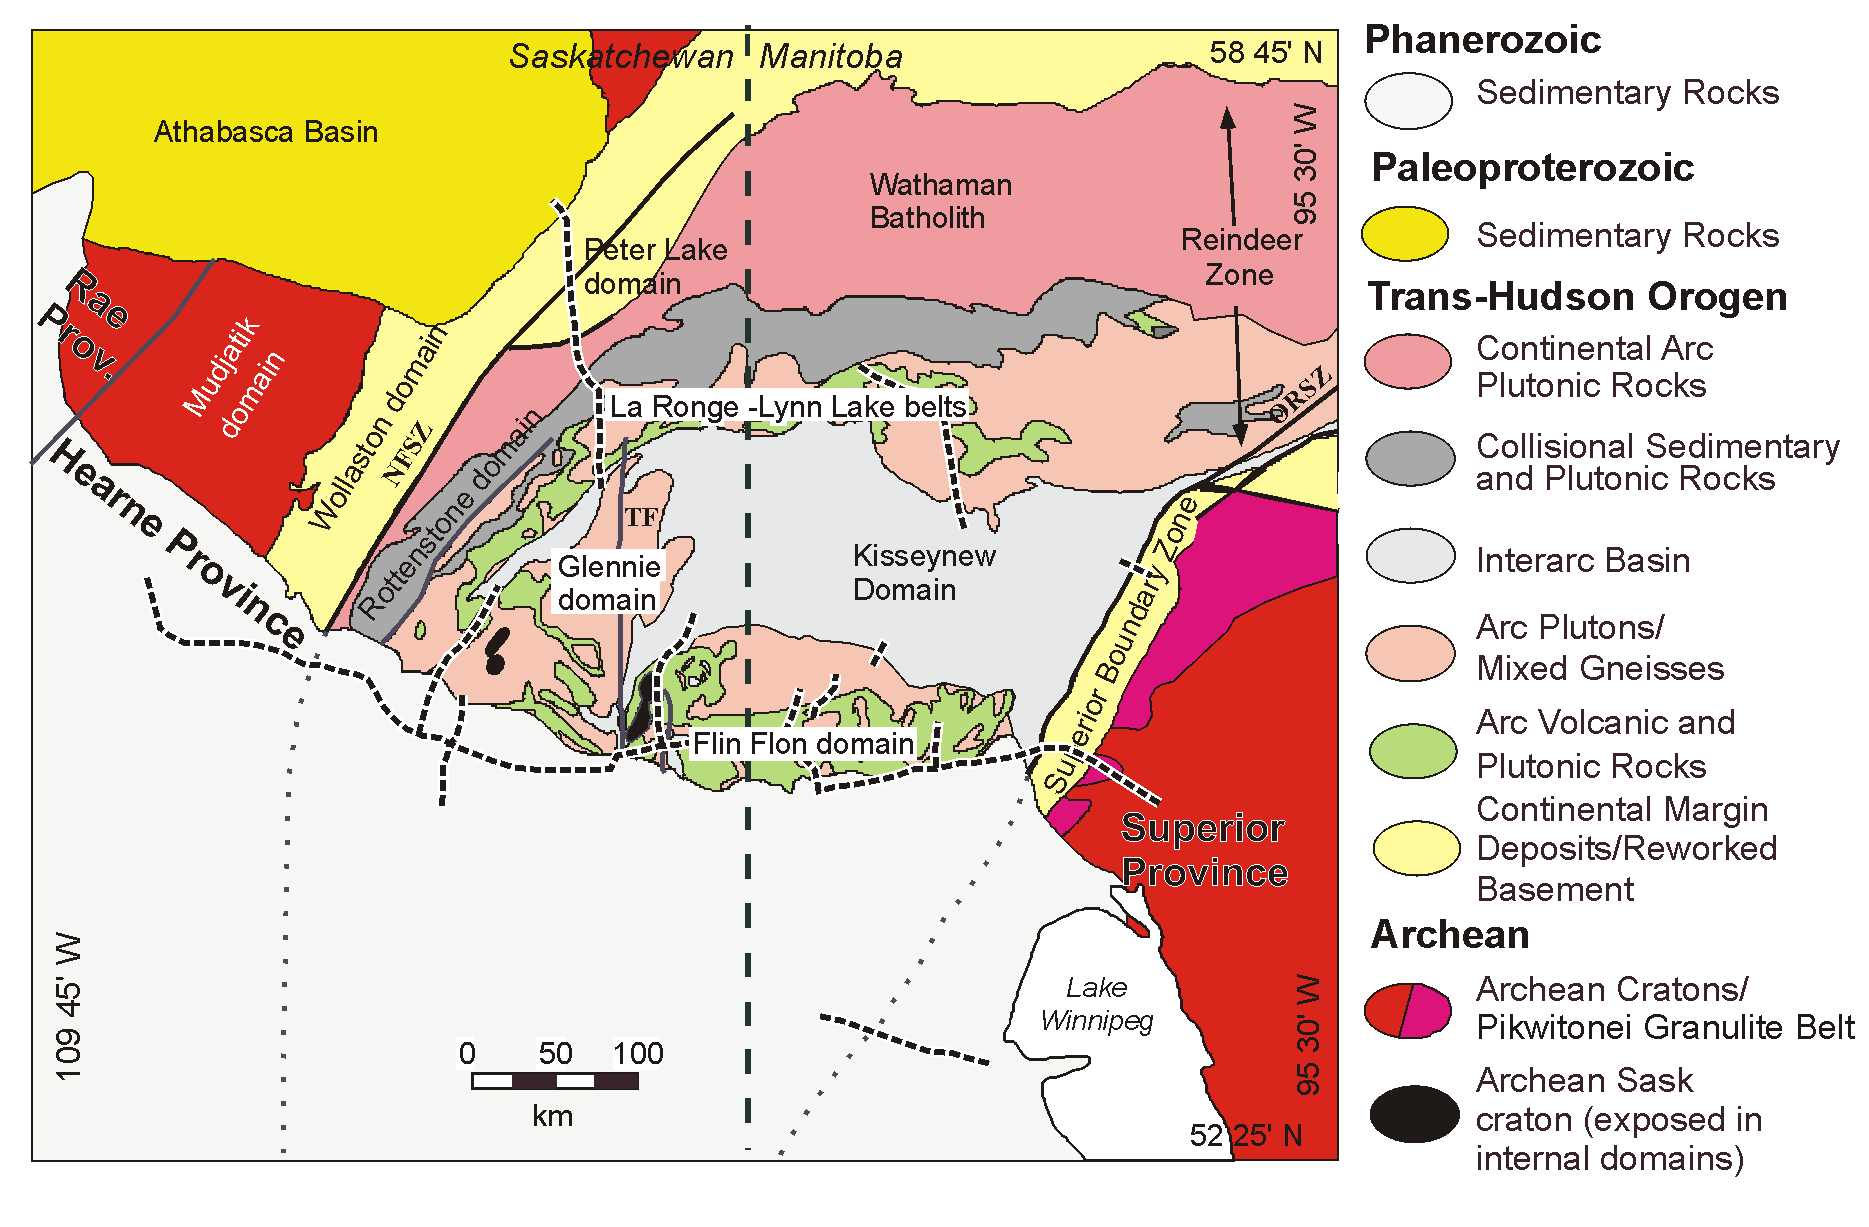 Saskatchewan
Manitoba
58 45' N
Athabasca Basin
95 30' W
Wathaman
Batholith
Peter Lake
domain
Reindeer
Zone
Rae
Prov.
Mudjatik
domain
Wollaston domain
NFSZ
La Ronge -Lynn Lake belts
ORSZ
Hearne Province
Rottenstone domain
TF
Glennie
domain
Kisseynew
Domain
Superior Boundary Zone
Flin Flon domain
Superior
Province
109 45' W
Lake
Winnipeg
95 30' W
0 50 100
km
52 25' N
Phanerozoic
Sedimentary Rocks
Paleoproterozoic
Sedimentary Rocks
Trans-Hudson Orogen
Continental Arc
Plutonic Rocks
Collisional Sedimentary
and Plutonic Rocks
Interarc Basin
Arc Plutons/
Mixed Gneisses
Arc Volcanic and
Plutonic Rocks
Continental Margin
Deposits/Reworked
Basement
Archean
Archean Cratons/
Pikwitonei Granulite Belt
Archean Sask
craton (exposed in
internal domains)